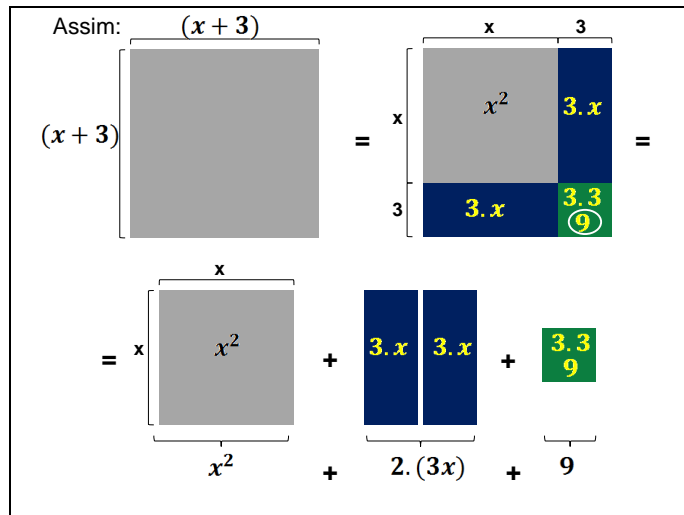 Assim: (x + 3)
x 3
(x + 3) = x x² 3.x =
3 3.x 3.3
9
x
= x x² + 3.x 3.x + 3.3
9
x² + 2.(3x) + 9